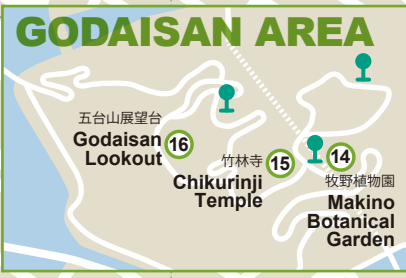 GODAISAN AREA
五台山展望台
Godaisan
Lookout
16
竹林寺
Chikurinji
Temple
15
14
牧野植物園
Makino
Botanical
Garden